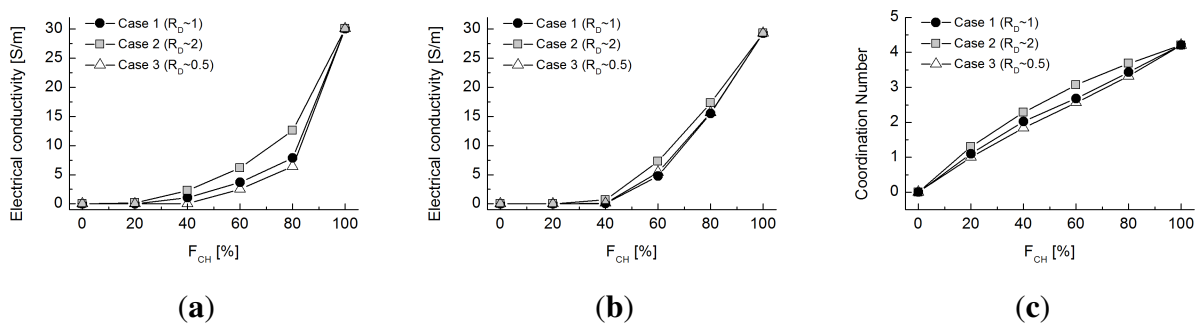 Electrical conductivity [S/m]
30
25
20
15
10
5
0
Case 1 (R_D~1)
Case 2 (R_D~2)
Case 3 (R_D~0.5)
0 20 40 60 80 100
F_CH [%]
(a)
Electrical conductivity [S/m]
30
25
20
15
10
5
0
Case 1 (R_D~1)
Case 2 (R_D~2)
Case 3 (R_D~0.5)
0 20 40 60 80 100
F_CH [%]
(b)
Coordination Number
5
4
3
2
1
0
Case 1 (R_D~1)
Case 2 (R_D~2)
Case 3 (R_D~0.5)
0 20 40 60 80 100
F_CH [%]
(c)